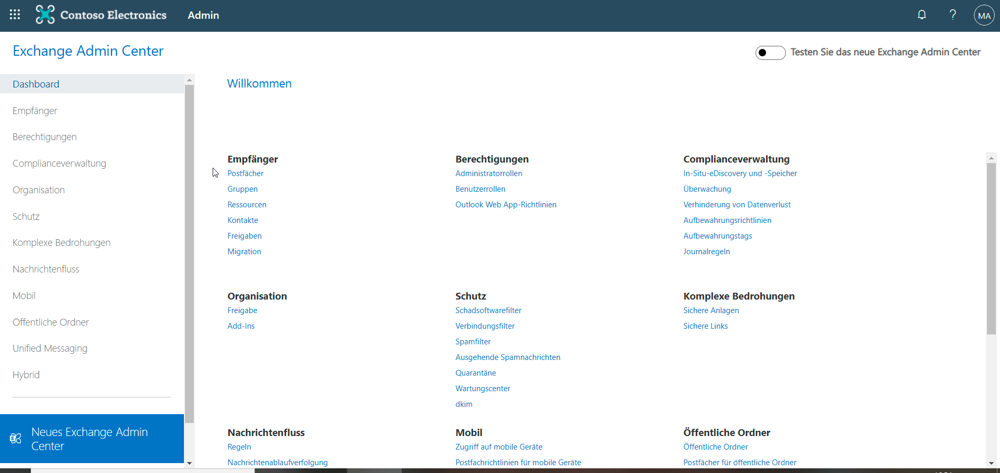 Contoso Electronics
Admin
?
MA
Exchange Admin Center
Testen Sie das neue Exchange Admin Center
Dashboard
Empfänger
Berechtigungen
Complianceverwaltung
Organisation
Schutz
Komplexe Bedrohungen
Nachrichtenfluss
Mobil
Öffentliche Ordner
Unified Messaging
Hybrid
Neues Exchange Admin
Center
Willkommen
Empfänger
Postfächer
Gruppen
Ressourcen
Kontakte
Freigaben
Migration
Berechtigungen
Administratorrollen
Benutzerrollen
Outlook Web App-Richtlinien
Complianceverwaltung
In-Situ-eDiscovery und -Speicher
Überwachung
Verhinderung von Datenverlust
Aufbewahrungsrichtlinien
Aufbewahrungstags
Journalregeln
Organisation
Freigabe
Add-Ins
Schutz
Schadsoftwarefilter
Verbindungsfilter
Spamfilter
Ausgehende Spamnachrichten
Quarantäne
Wartungscenter
dkim
Komplexe Bedrohungen
Sichere Anlagen
Sichere Links
Nachrichtenfluss
Regeln
Nachrichtenablaufverfolgung
Mobil
Zugriff auf mobile Geräte
Postfachrichtlinien für mobile Geräte
Öffentliche Ordner
Öffentliche Ordner
Postfächer für öffentliche Ordner